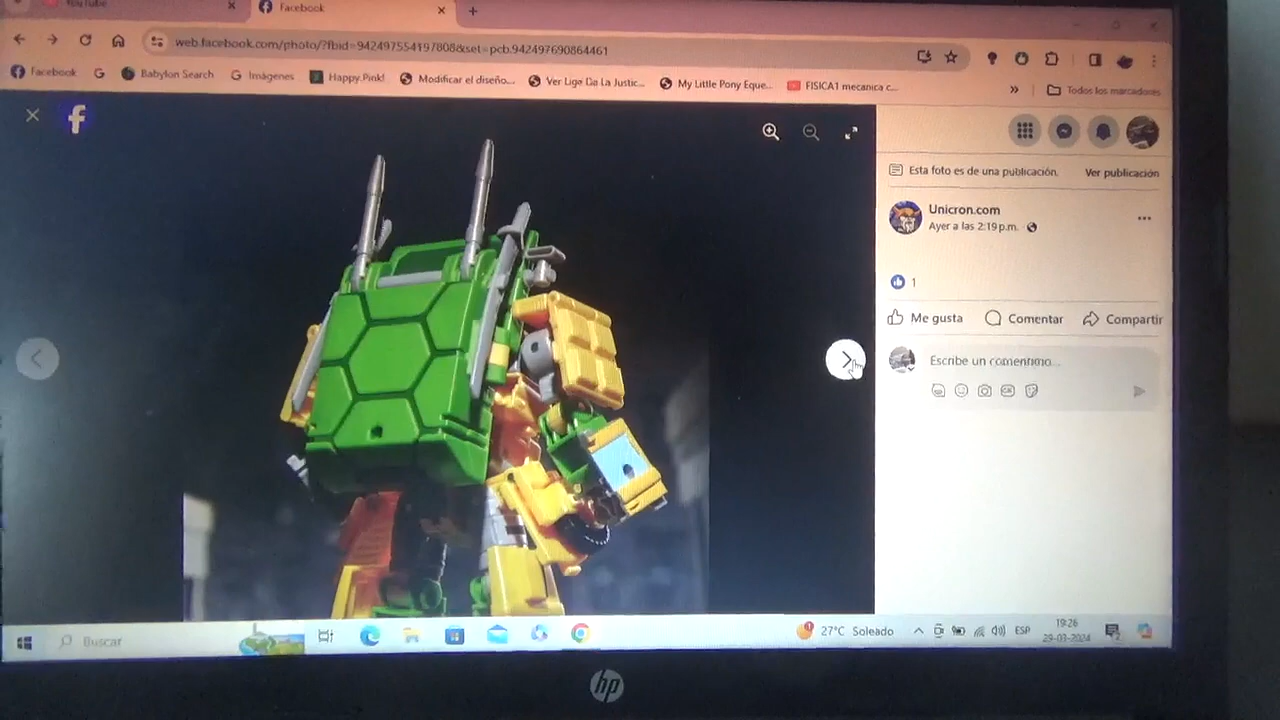 YouTube
Facebook
web.facebook.com/photo/?fbid=942497554197808&set=pcb.942497690864461
Facebook
Babylon Search
Imágenes
Happy.Pink!
Modificar el diseño...
Ver Liga Da La Justic...
My Little Pony Eque...
FISICA1 mecanica c...
Todos los marcadores
Esta foto es de una publicación.
Ver publicación
Unicron.com
Ayer a las 2:19 p.m.
1
Me gusta
Comentar
Compartir
Escribe un comentario...
Buscar
27°C Soleado
ESP
19:26
29-03-2024
hp